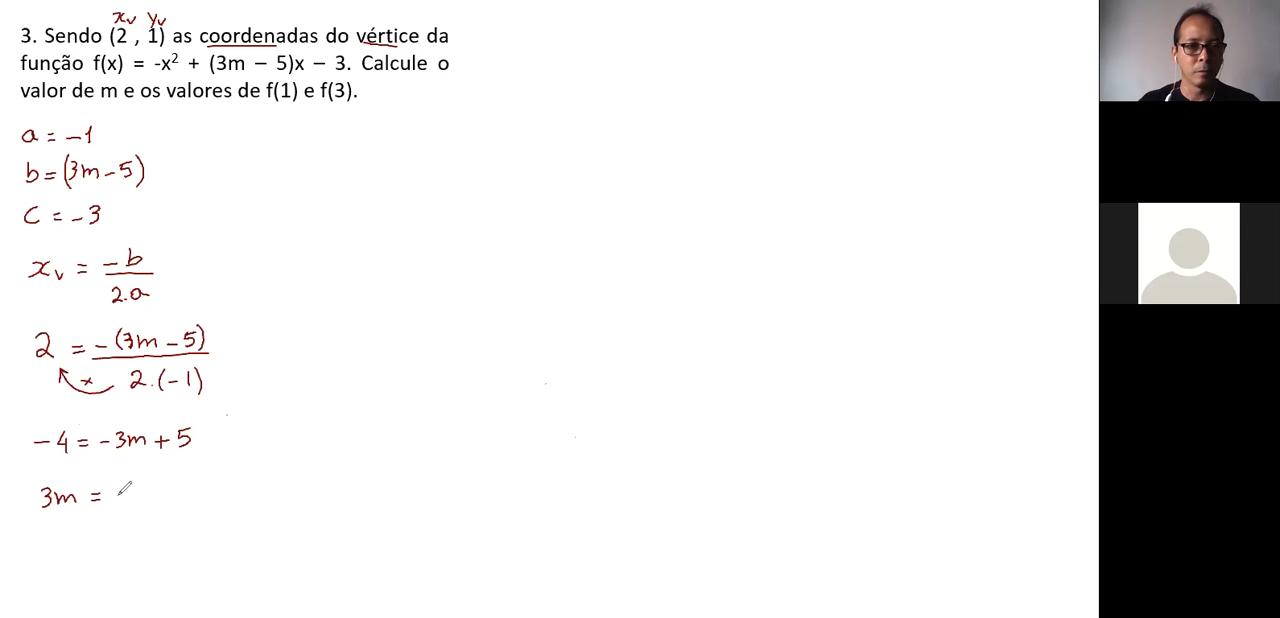 xᵥ yᵥ
3. Sendo (2 , 1) as coordenadas do vértice da
função f(x) = -x² + (3m – 5)x – 3. Calcule o
valor de m e os valores de f(1) e f(3).
a = -1
b = (3m - 5)
c = -3
xᵥ = -b
2.a
2 = -(3m - 5)
x 2.(-1)
-4 = -3m + 5
3m =